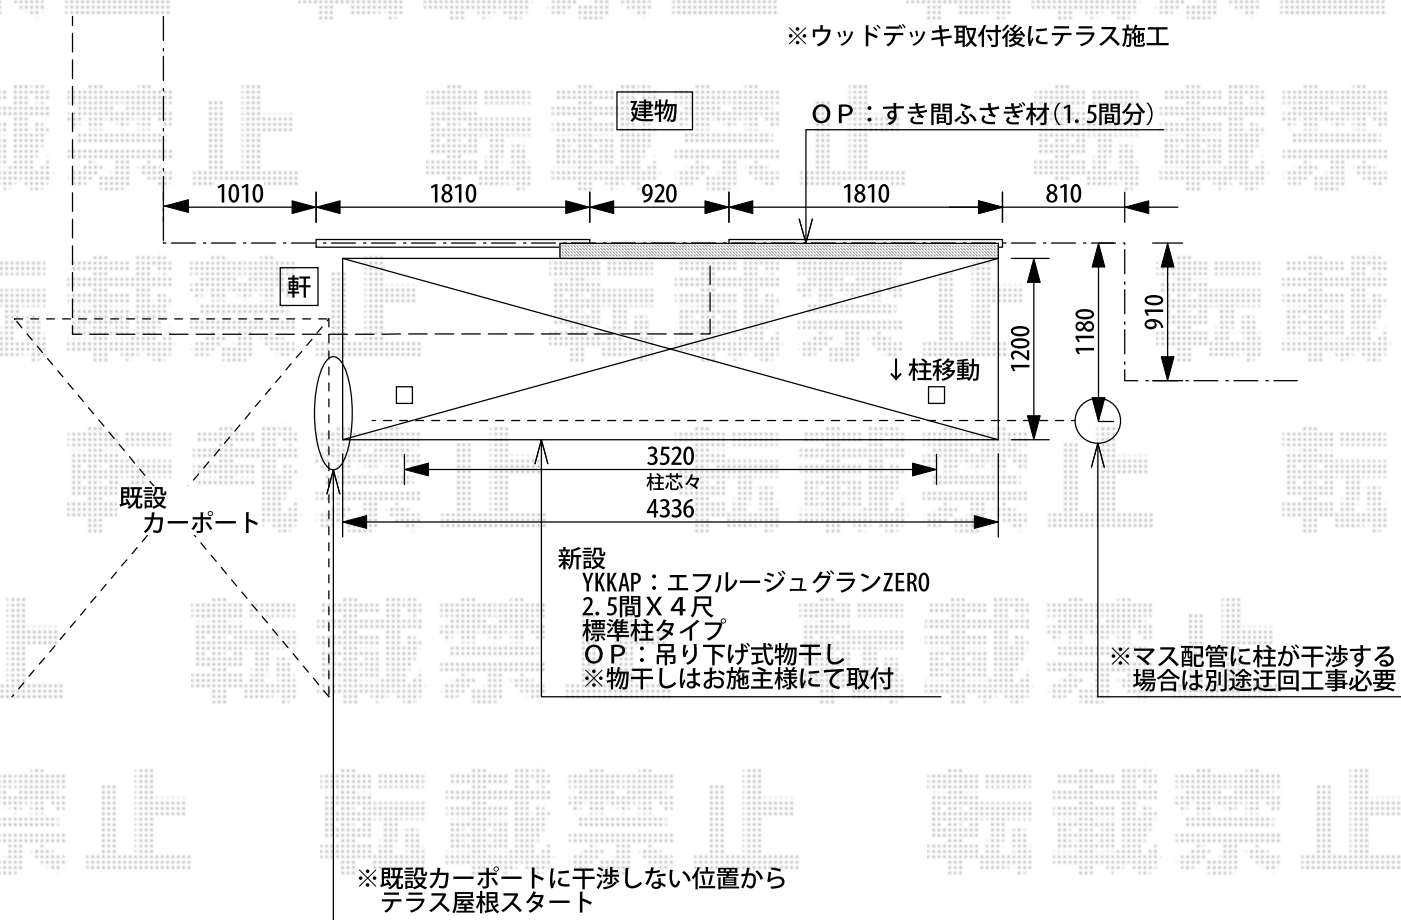 ※ウッドデッキ取付後にテラス施工
建物
OP：すき間ふさぎ材(1.5間分)
1010
1810
920
1810
810
軒
1200
1180
910
↓柱移動
3520
柱芯々
4336
既設
カーポート
新設
YKKAP：エフルージュグランZERO
2.5間X4尺
標準柱タイプ
OP：吊り下げ式物干し
※物干しはお施主様にて取付
※マス配管に柱が干渉する
場合は別途迂回工事必要
※既設カーポートに干渉しない位置から
テラス屋根スタート
転載禁止